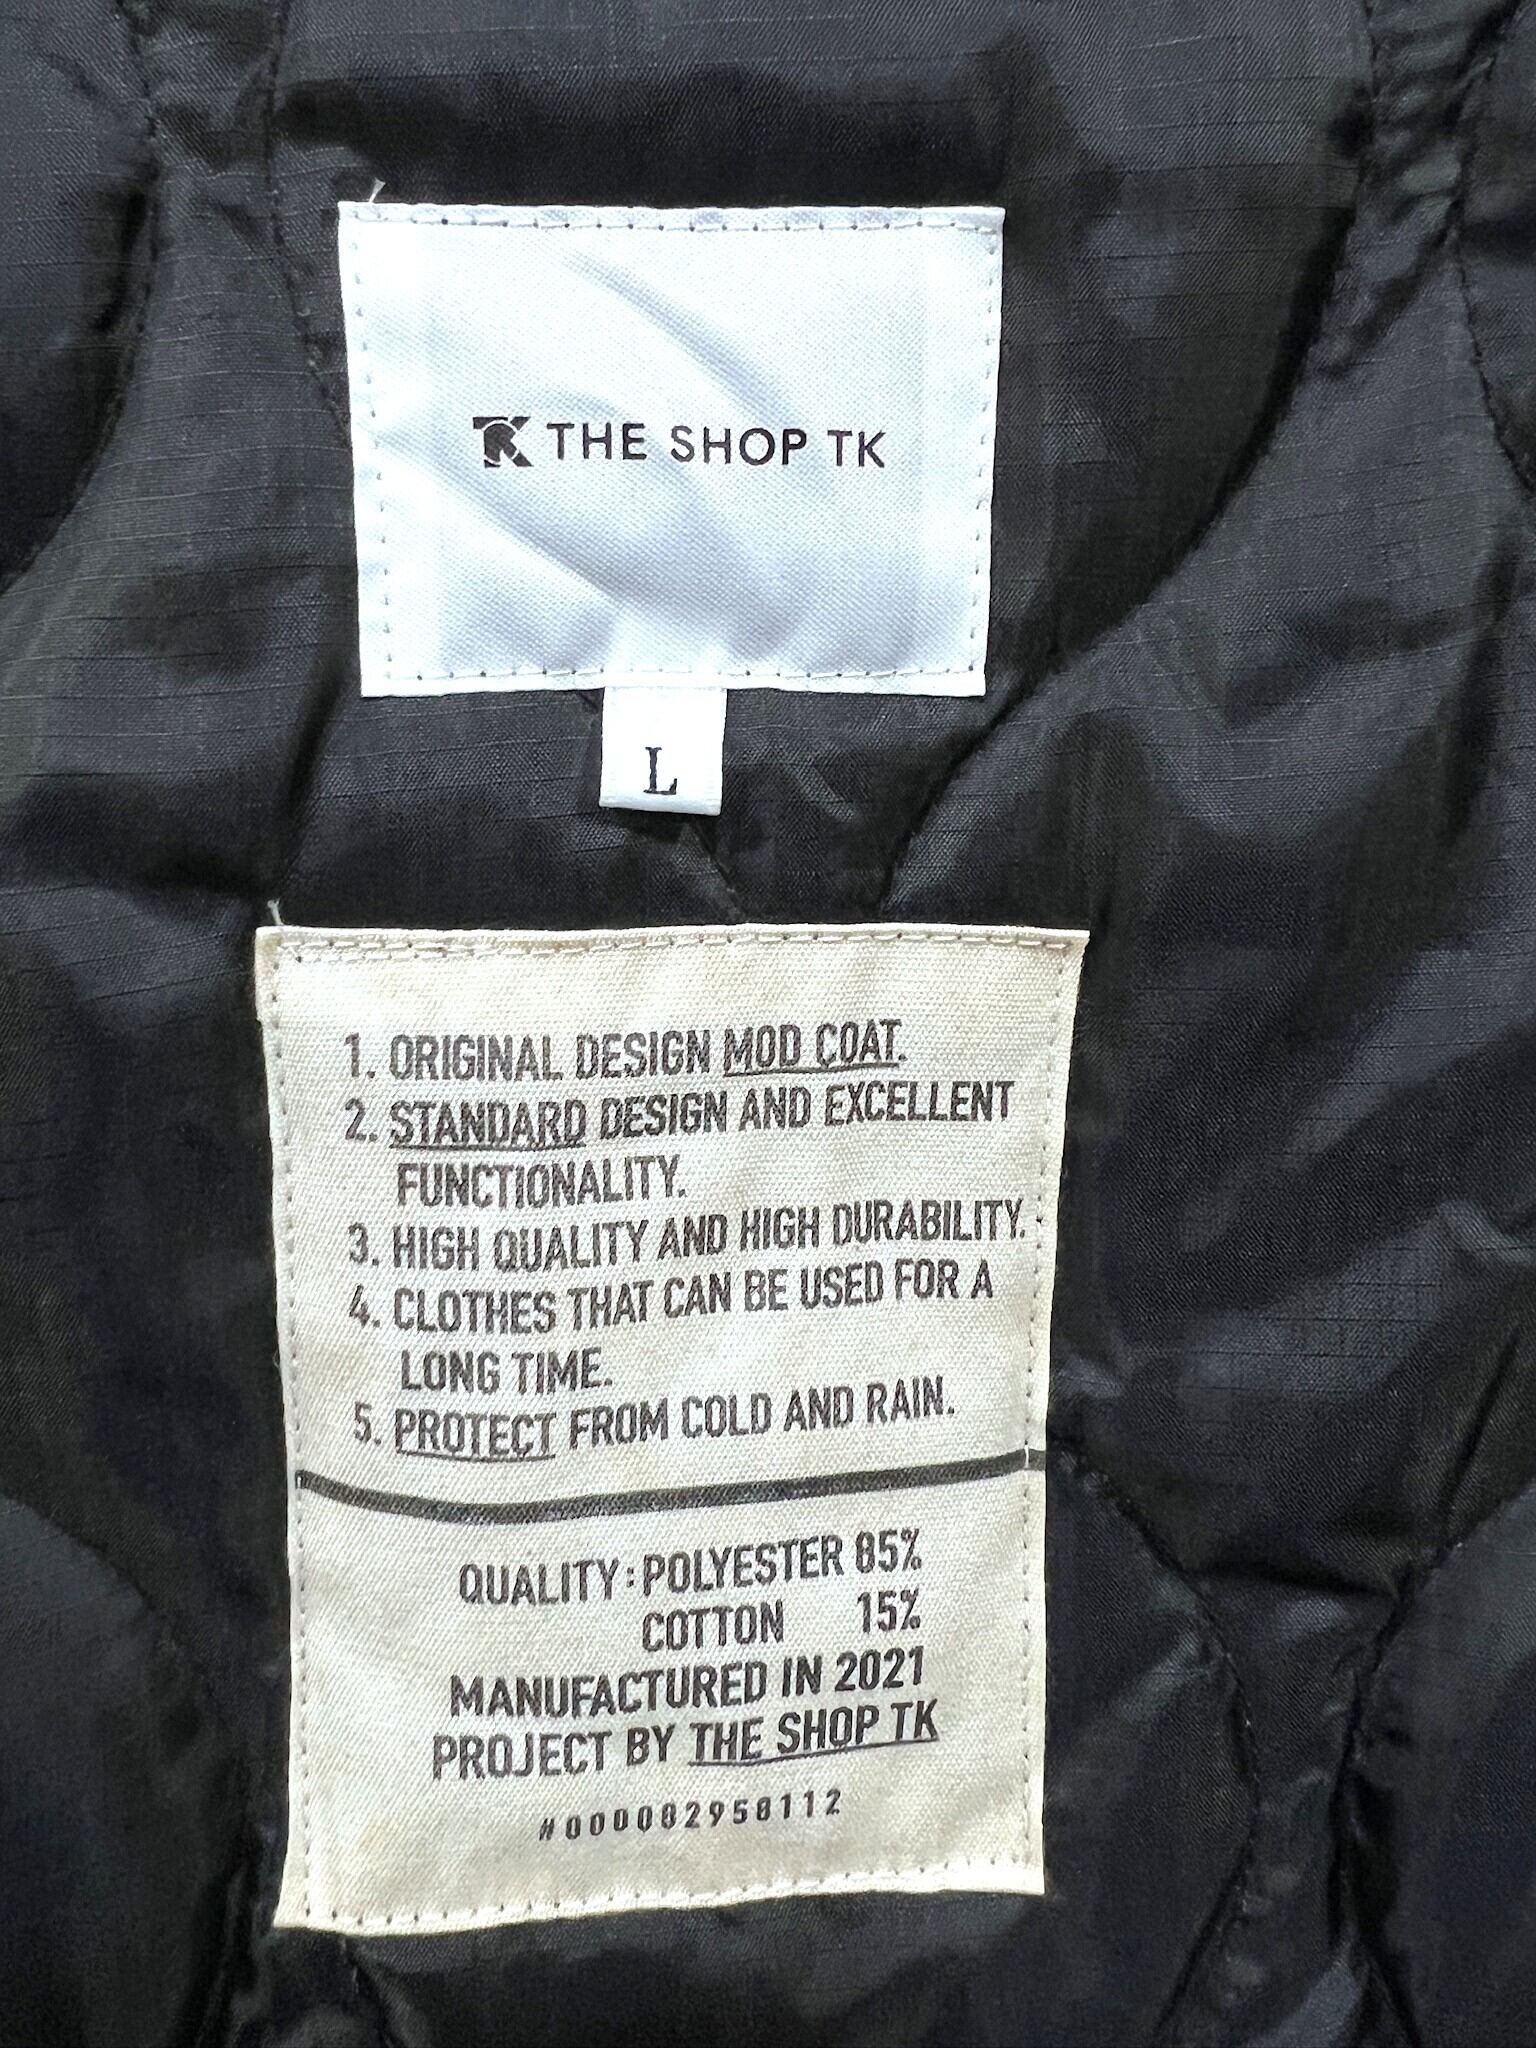 TK THE SHOP TK
L
1. ORIGINAL DESIGN MOD COAT.
2. STANDARD DESIGN AND EXCELLENT
FUNCTIONALITY.
3. HIGH QUALITY AND HIGH DURABILITY.
4. CLOTHES THAT CAN BE USED FOR A
LONG TIME.
5. PROTECT FROM COLD AND RAIN.
QUALITY : POLYESTER 85%
COTTON 15%
MANUFACTURED IN 2021
PROJECT BY THE SHOP TK
#000082958112